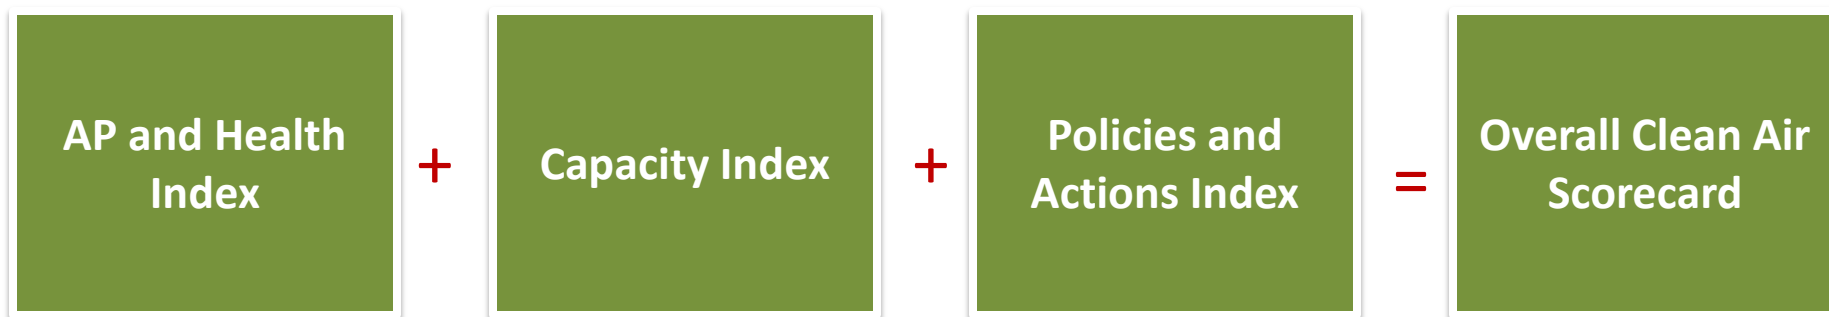 AP and Health
Index
+
Capacity Index
+
Policies and
Actions Index
=
Overall Clean Air
Scorecard